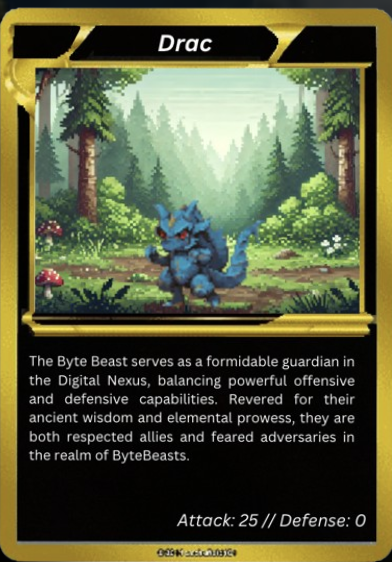 Drac
The Byte Beast serves as a formidable guardian in
the Digital Nexus, balancing powerful offensive
and defensive capabilities. Revered for their
ancient wisdom and elemental prowess, they are
both respected allies and feared adversaries in
the realm of ByteBeasts.
Attack: 25 // Defense: 0